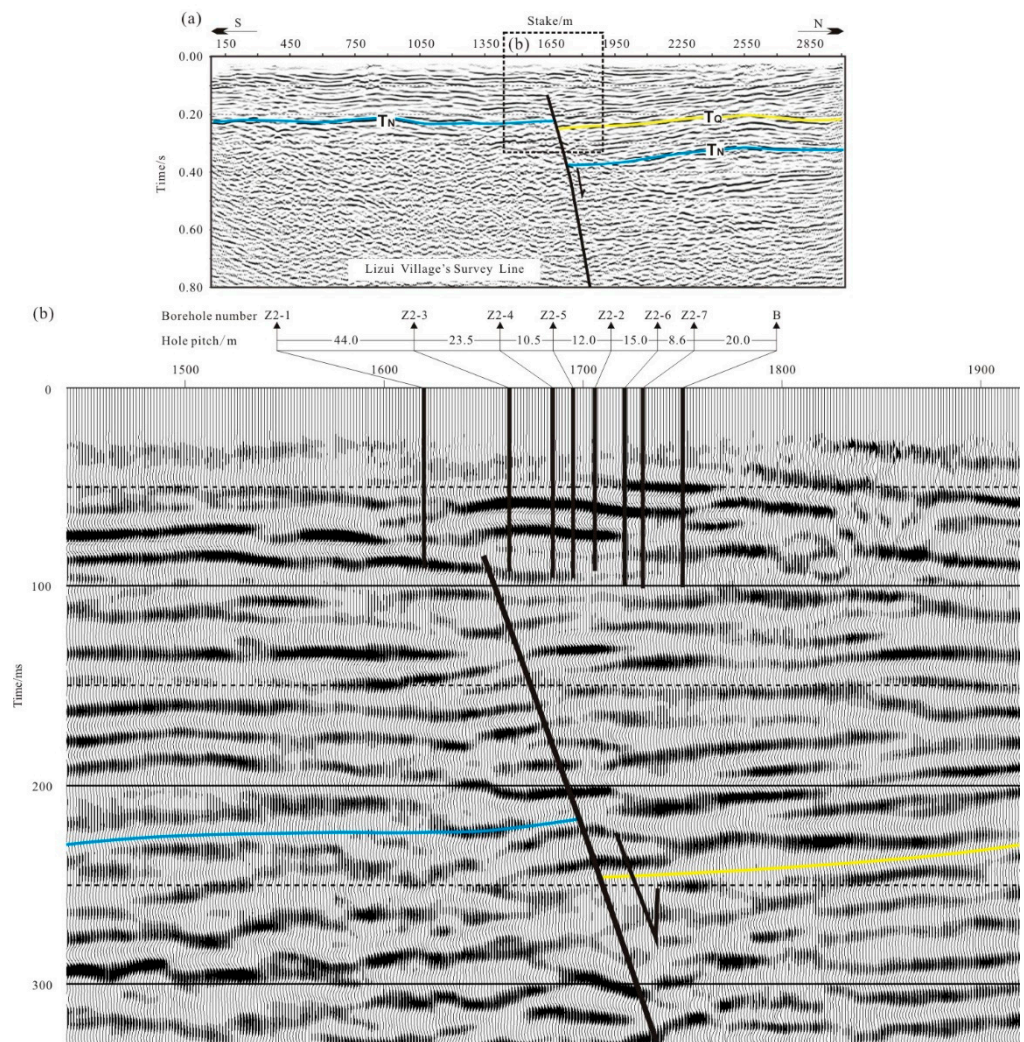 (a)
S Stake/m N
150 450 750 1050 1350 (b) 1650 1950 2250 2550 2850
0.00
0.20
0.40
0.60
0.80
Time/s
TN
TQ
TN
Lizui Village's Survey Line
(b)
Borehole number Z2-1 Z2-3 Z2-4 Z2-5 Z2-2 Z2-6 Z2-7 B
Hole pitch/m 44.0 23.5 10.5 12.0 15.0 8.6 20.0
1500 1600 1700 1800 1900
0
100
200
300
Time/ms